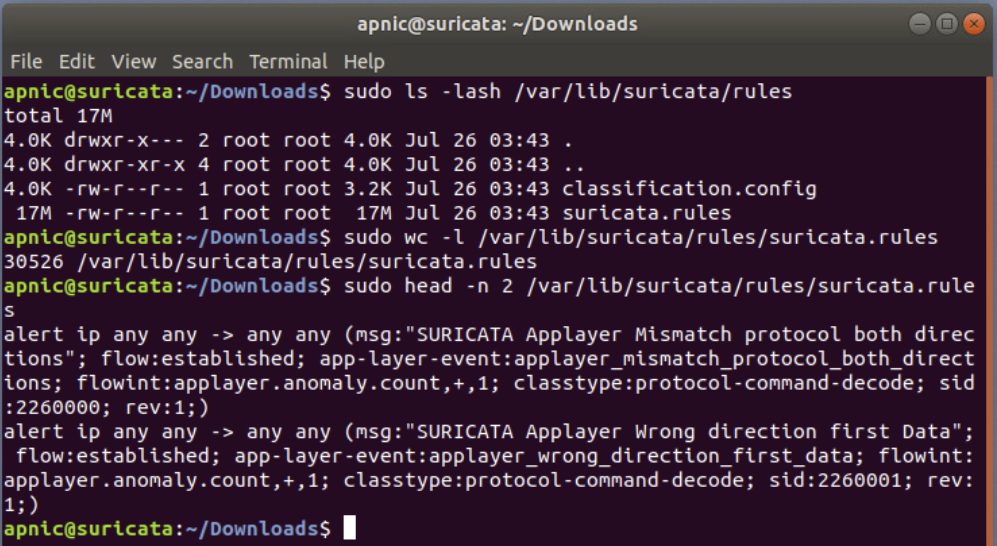 apnic@suricata: ~/Downloads
File Edit View Search Terminal Help
apnic@suricata:~/Downloads$ sudo ls -lash /var/lib/suricata/rules
total 17M
4.0K drwxr-x--- 2 root root 4.0K Jul 26 03:43 .
4.0K drwxr-xr-x 4 root root 4.0K Jul 26 03:43 ..
4.0K -rw-r--r-- 1 root root 3.2K Jul 26 03:43 classification.config
 17M -rw-r--r-- 1 root root  17M Jul 26 03:43 suricata.rules
apnic@suricata:~/Downloads$ sudo wc -l /var/lib/suricata/rules/suricata.rules
30526 /var/lib/suricata/rules/suricata.rules
apnic@suricata:~/Downloads$ sudo head -n 2 /var/lib/suricata/rules/suricata.rule
s
alert ip any any -> any any (msg:"SURICATA Applayer Mismatch protocol both direc
tions"; flow:established; app-layer-event:applayer_mismatch_protocol_both_direct
ions; flowint:applayer.anomaly.count,+,1; classtype:protocol-command-decode; sid
:2260000; rev:1;)
alert ip any any -> any any (msg:"SURICATA Applayer Wrong direction first Data";
 flow:established; app-layer-event:applayer_wrong_direction_first_data; flowint:
applayer.anomaly.count,+,1; classtype:protocol-command-decode; sid:2260001; rev:
1;)
apnic@suricata:~/Downloads$